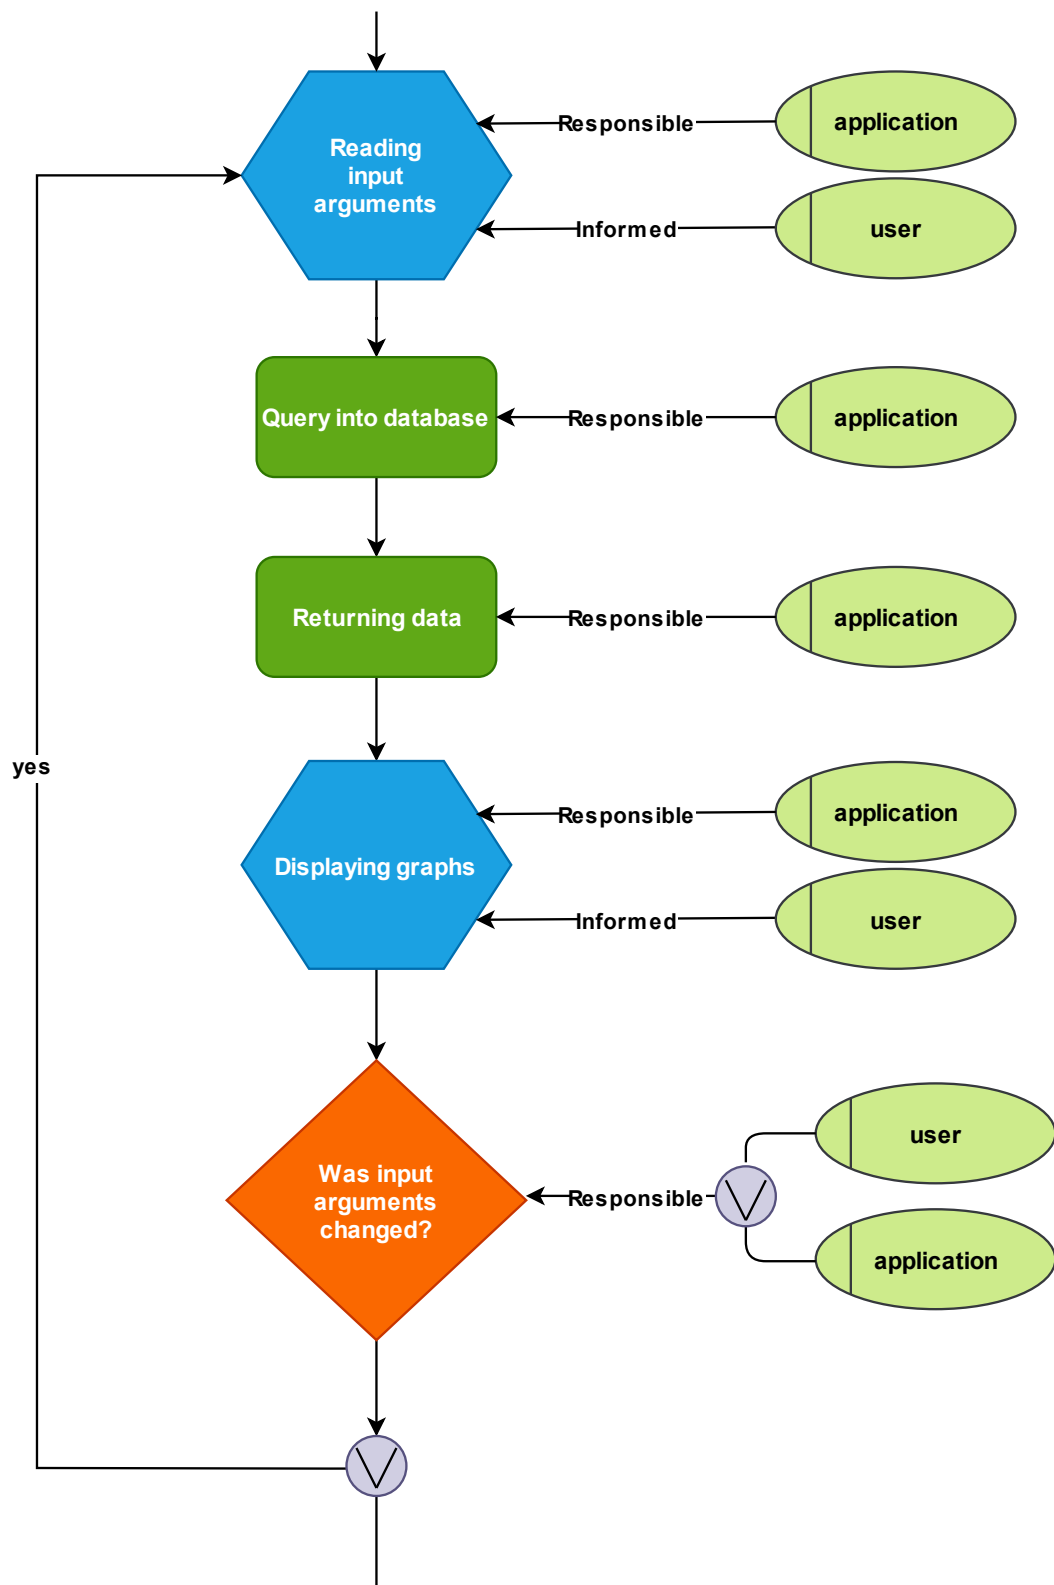 Reading
input
arguments
Responsible
application
Informed
user
Query into database
Responsible
application
Returning data
Responsible
application
yes
Displaying graphs
Responsible
application
Informed
user
Was input
arguments
changed?
Responsible
user
application